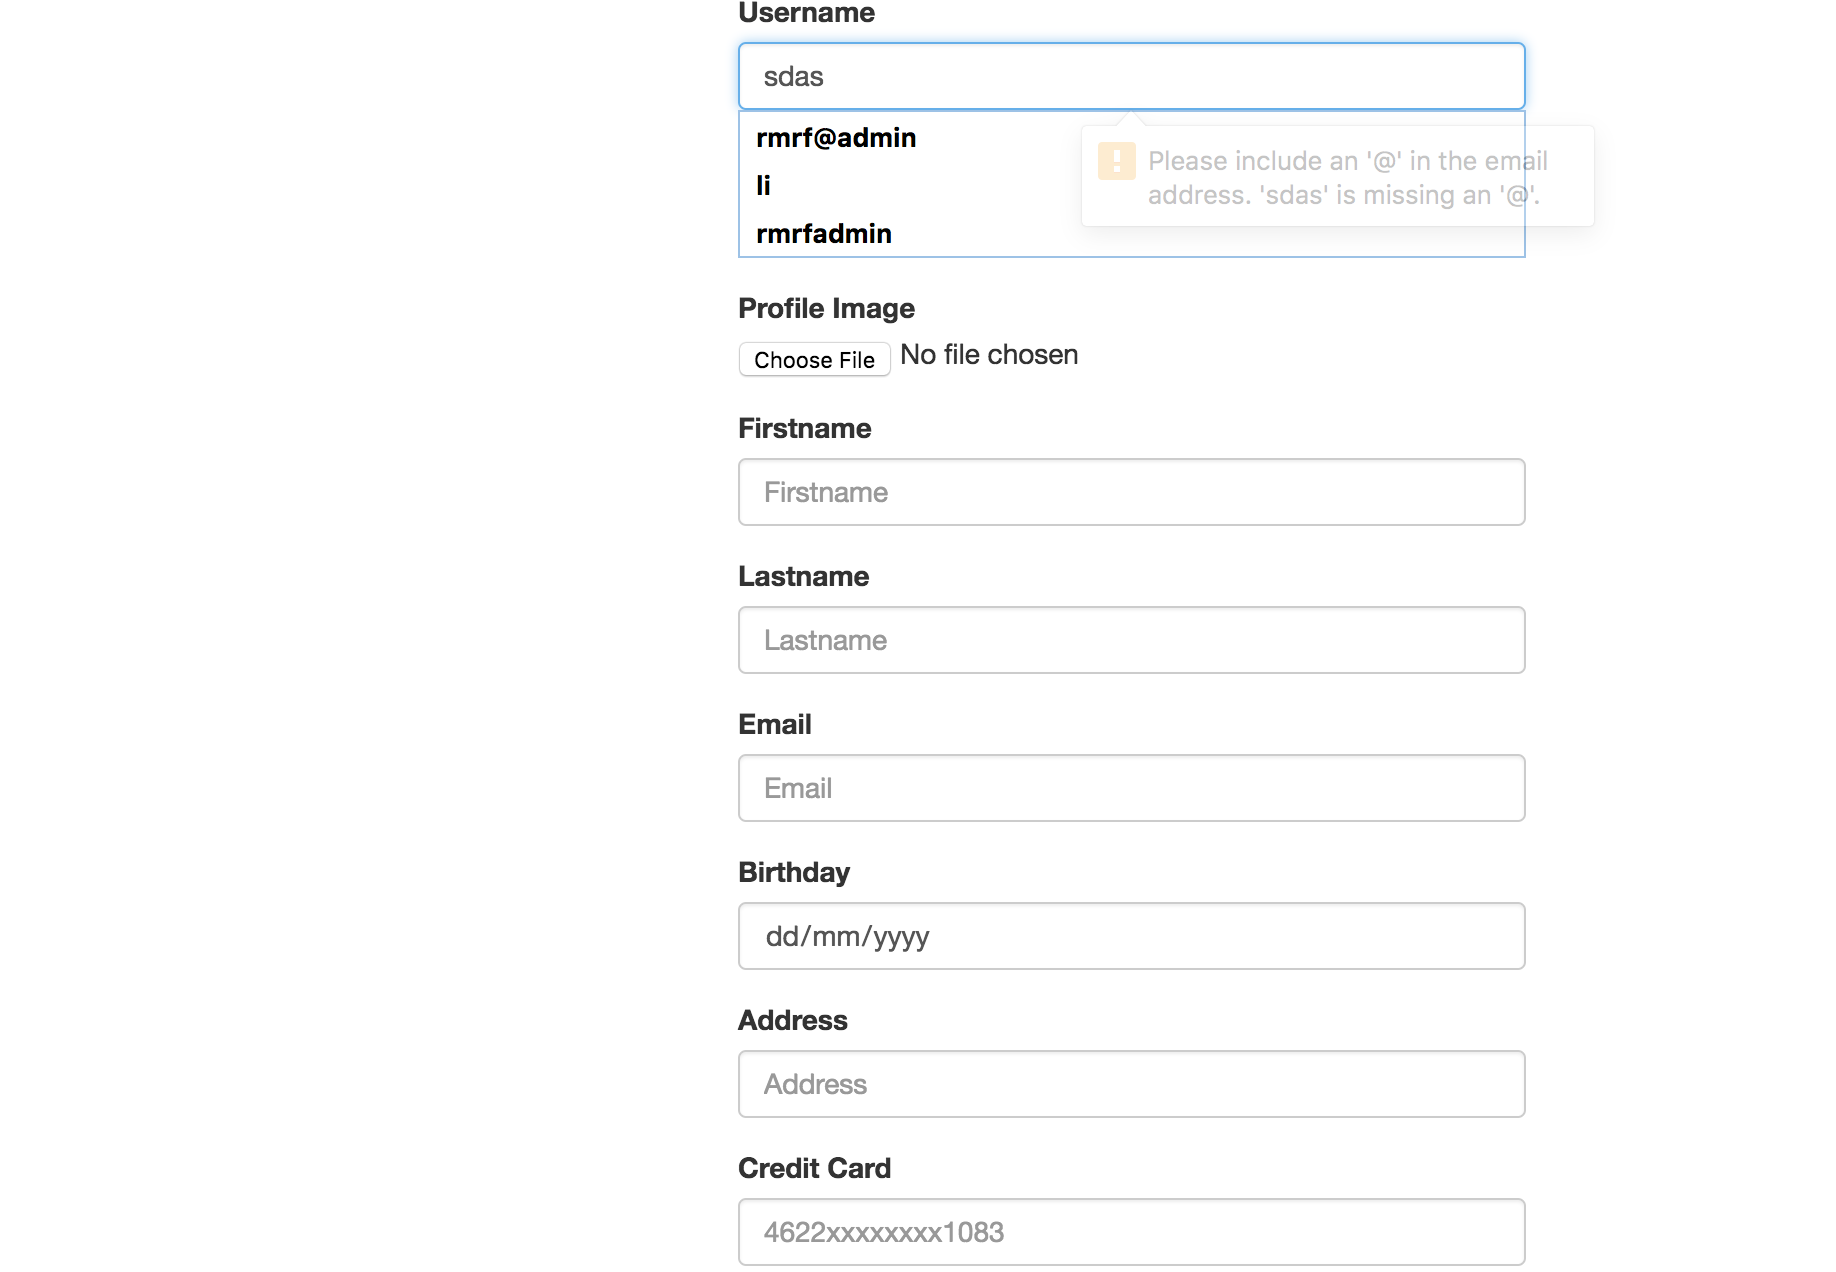 Username
sdas
rmrf@admin
li
rmrfadmin
Please include an '@' in the email
address. 'sdas' is missing an '@'.
Profile Image
Choose File No file chosen
Firstname
Firstname
Lastname
Lastname
Email
Email
Birthday
dd/mm/yyyy
Address
Address
Credit Card
4622xxxxxxxx1083